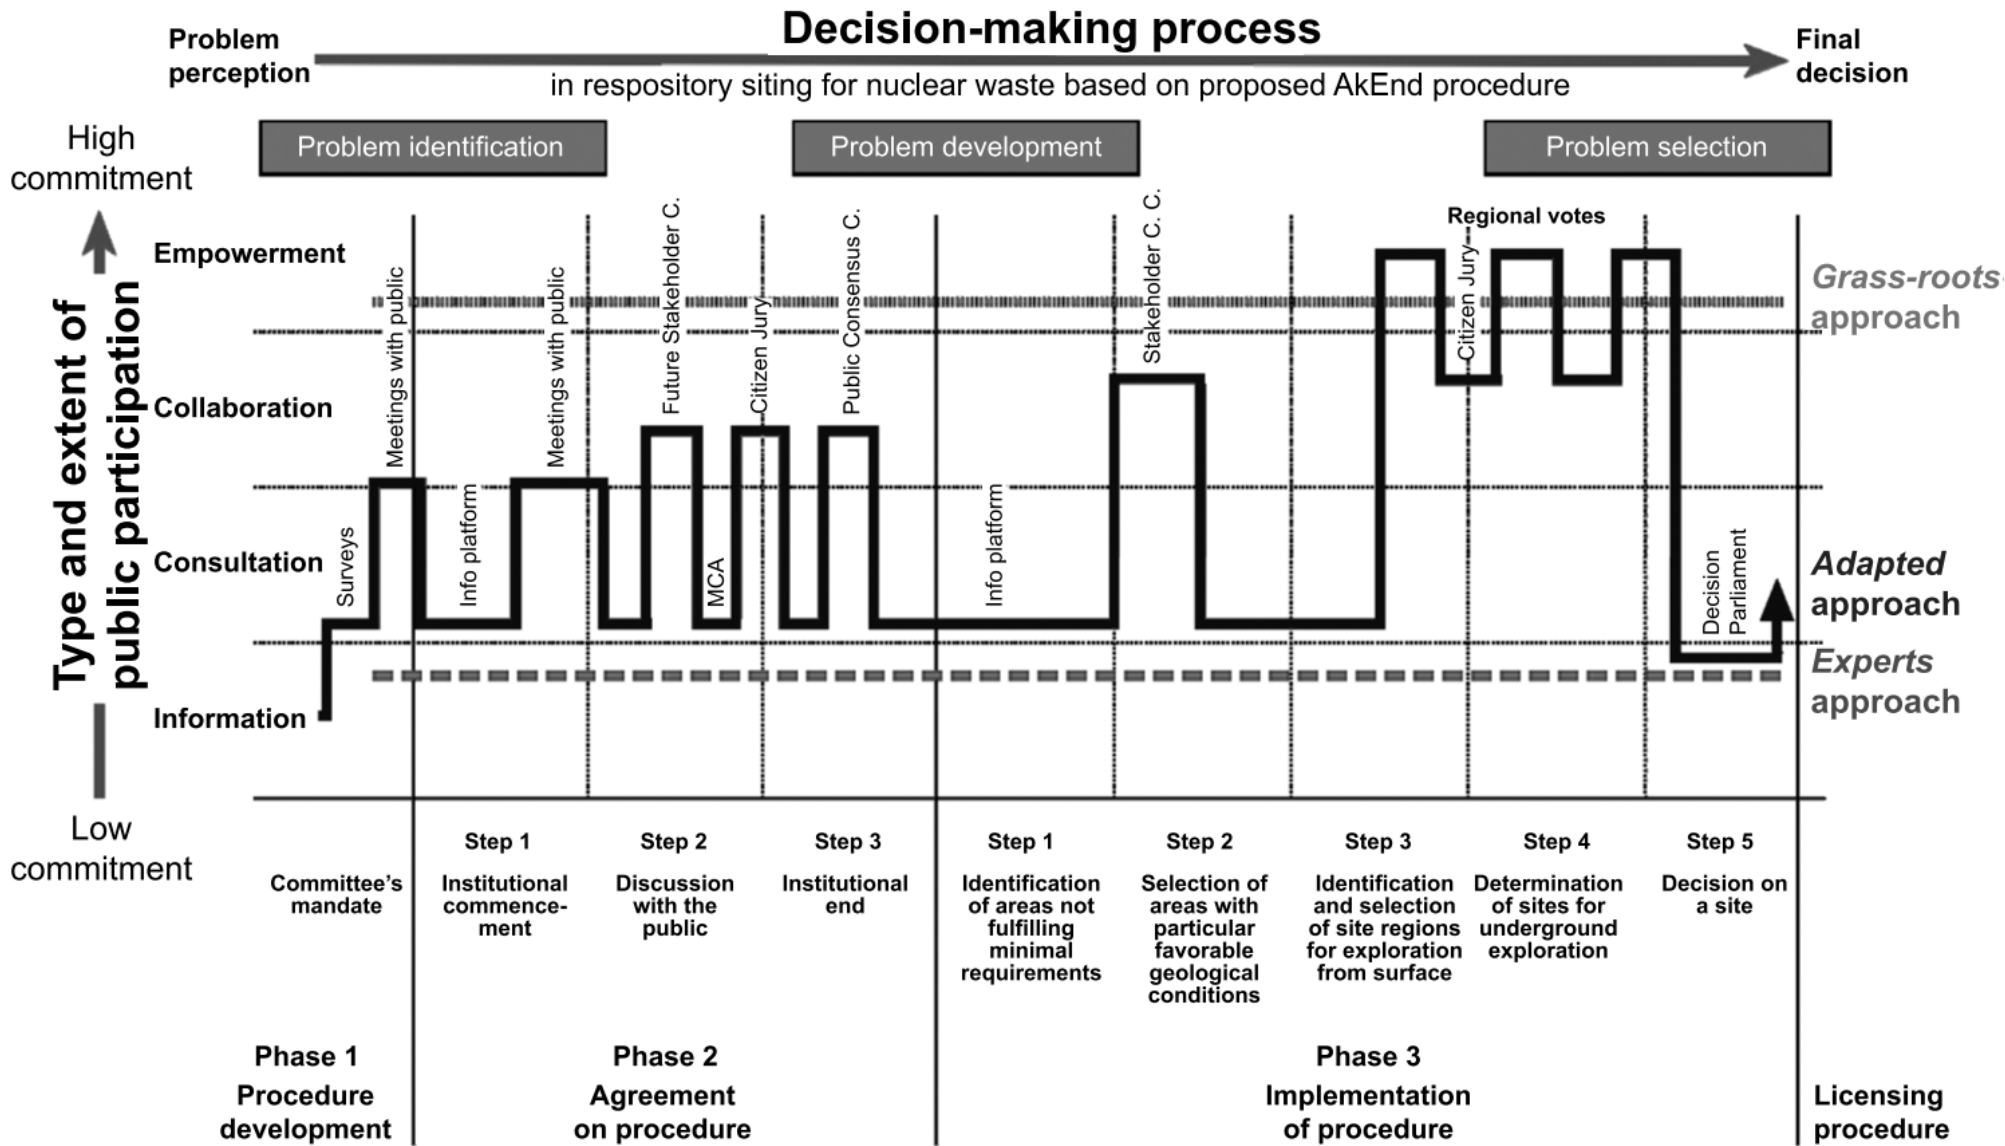 Decision-making process
Problem
perception
Final
decision
in respository siting for nuclear waste based on proposed AkEnd procedure
High
commitment
Problem identification
Problem development
Problem selection
Type and extent of
public participation
Low
commitment
Empowerment
Collaboration
Consultation
Information
Surveys
Meetings with public
Info platform
Meetings with public
Future Stakeholder C.
MCA
Citizen Jury
Public Consensus C.
Info platform
Stakeholder C. C.
Regional votes
Citizen Jury
Decision
Parliament
Grass-roots-
approach
Adapted
approach
Experts
approach
Committee's
mandate
Step 1
Institutional
commence-
ment
Step 2
Discussion
with the
public
Step 3
Institutional
end
Step 1
Identification
of areas not
fulfilling
minimal
requirements
Step 2
Selection of
areas with
particular
favorable
geological
conditions
Step 3
Identification
and selection
of site regions
for exploration
from surface
Step 4
Determination
of sites for
underground
exploration
Step 5
Decision on
a site
Phase 1
Procedure
development
Phase 2
Agreement
on procedure
Phase 3
Implementation
of procedure
Licensing
procedure